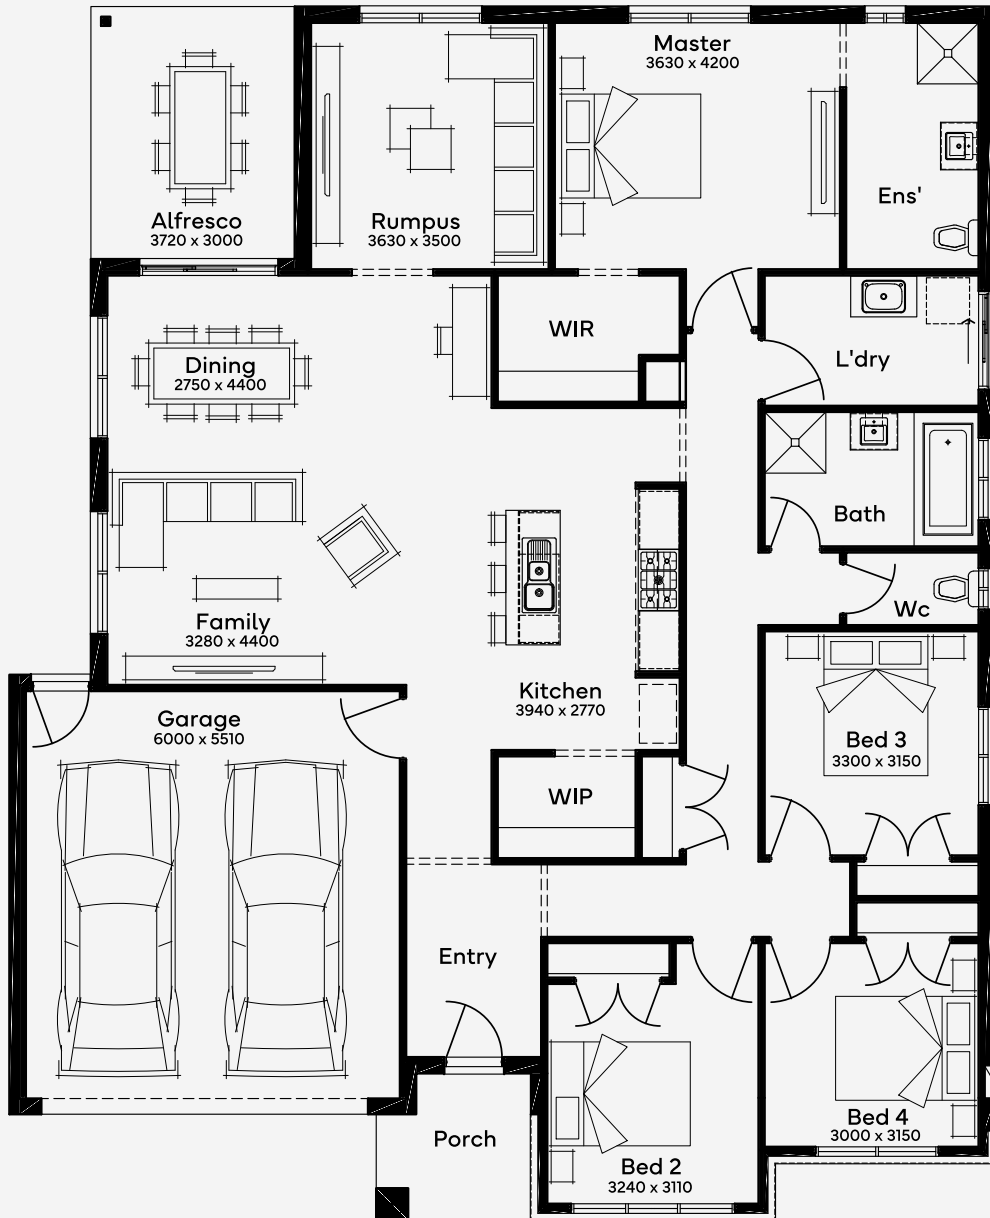 Master
3630 x 4200
Alfresco
3720 x 3000
Rumpus
3630 x 3500
Ens'
WIR
L'dry
Dining
2750 x 4400
Bath
Wc
Family
3280 x 4400
Kitchen
3940 x 2770
Garage
6000 x 5510
Bed 3
3300 x 3150
WIP
Entry
Porch
Bed 4
3000 x 3150
Bed 2
3240 x 3110